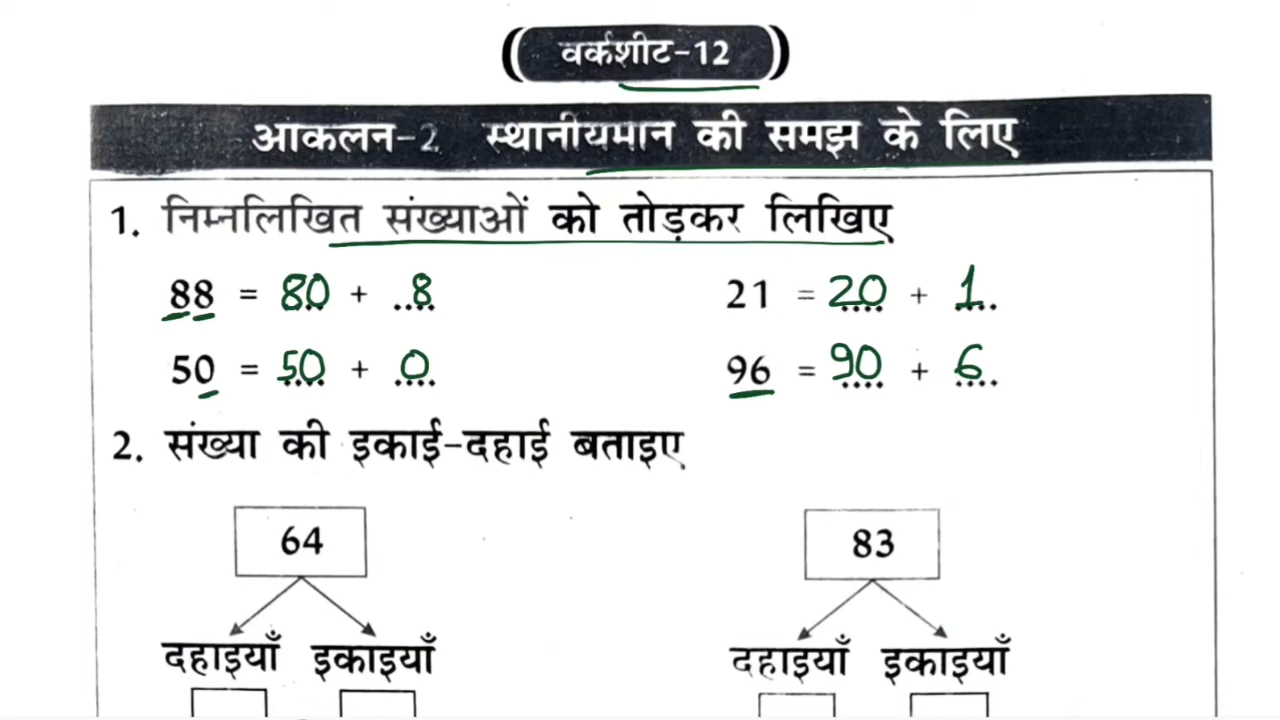 वर्कशीट-12
आकलन-2 स्थानीयमान की समझ के लिए
1. निम्नलिखित संख्याओं को तोड़कर लिखिए
88 = 80 + 8 21 = 20 + 1
50 = 50 + 0 96 = 90 + 6
2. संख्या की इकाई-दहाई बताइए
64 83
दहाइयाँ इकाइयाँ दहाइयाँ इकाइयाँ